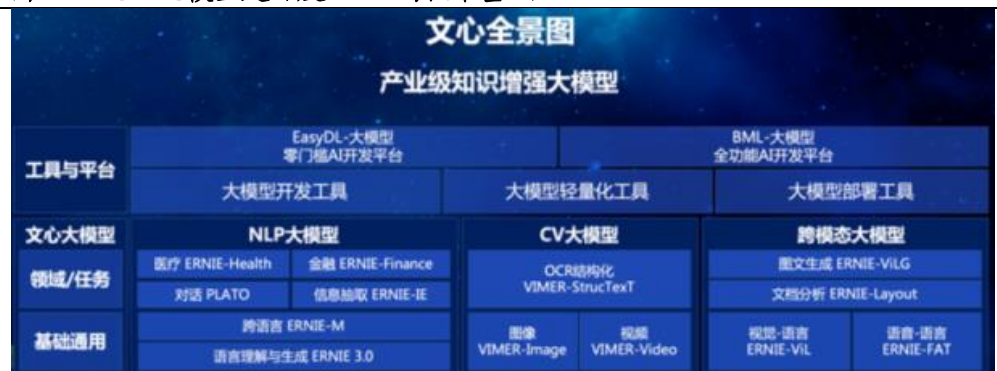 文心全景图
产业级知识增强大模型
工具与平台
EasyDL-大模型
零门槛AI开发平台
BML-大模型
全功能AI开发平台
大模型开发工具
大模型轻量化工具
大模型部署工具
文心大模型
NLP大模型
CV大模型
跨模态大模型
领域/任务
医疗 ERNIE-Health
金融 ERNIE-Finance
对话 PLATO
信息抽取 ERNIE-IE
OCR结构化
VIMER-StrucTexT
图文生成 ERNIE-ViLG
文档分析 ERNIE-Layout
基础通用
跨语言 ERNIE-M
语言理解与生成 ERNIE 3.0
图像
VIMER-Image
视频
VIMER-Video
视觉-语言
ERNIE-ViL
语音-语言
ERNIE-FAT